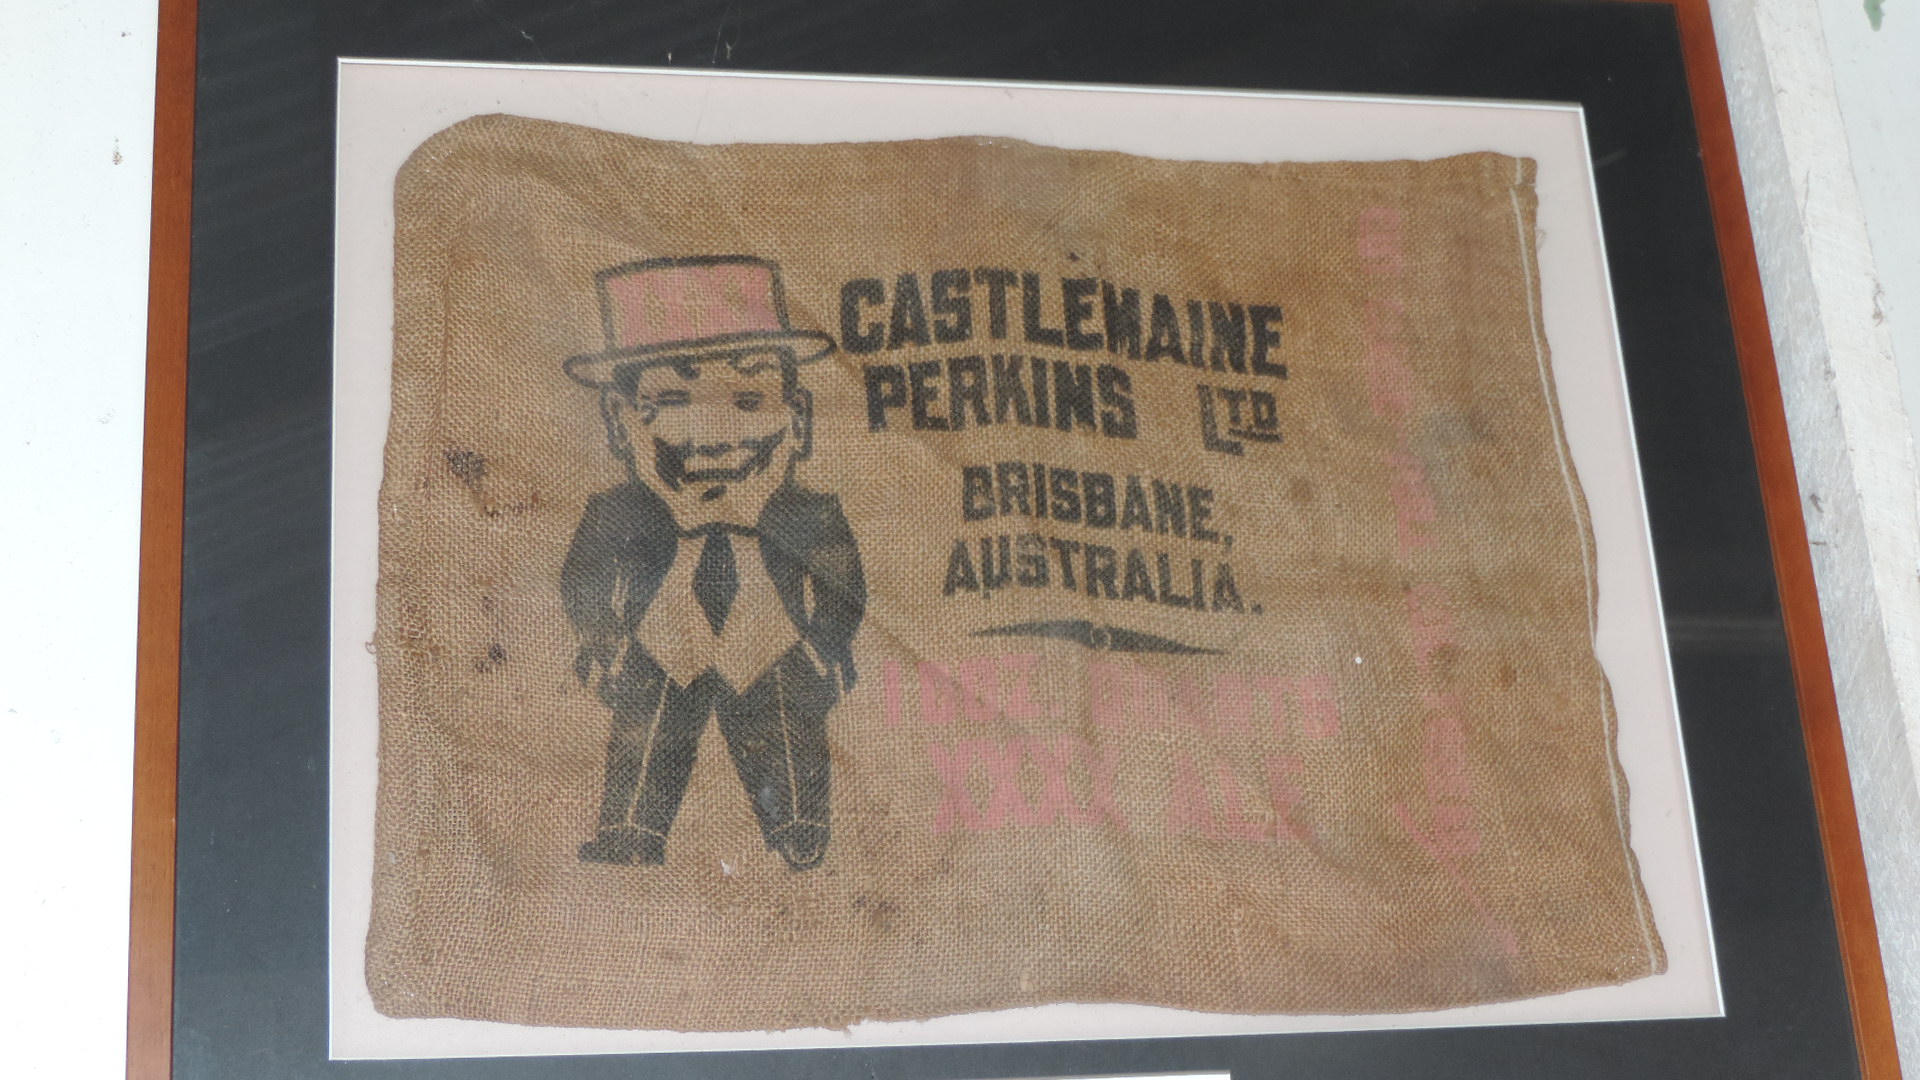 XXXX
CASTLEMAINE
PERKINS LTD
BRISBANE,
AUSTRALIA.
1 DOZ. QUARTS
XXXX ALE